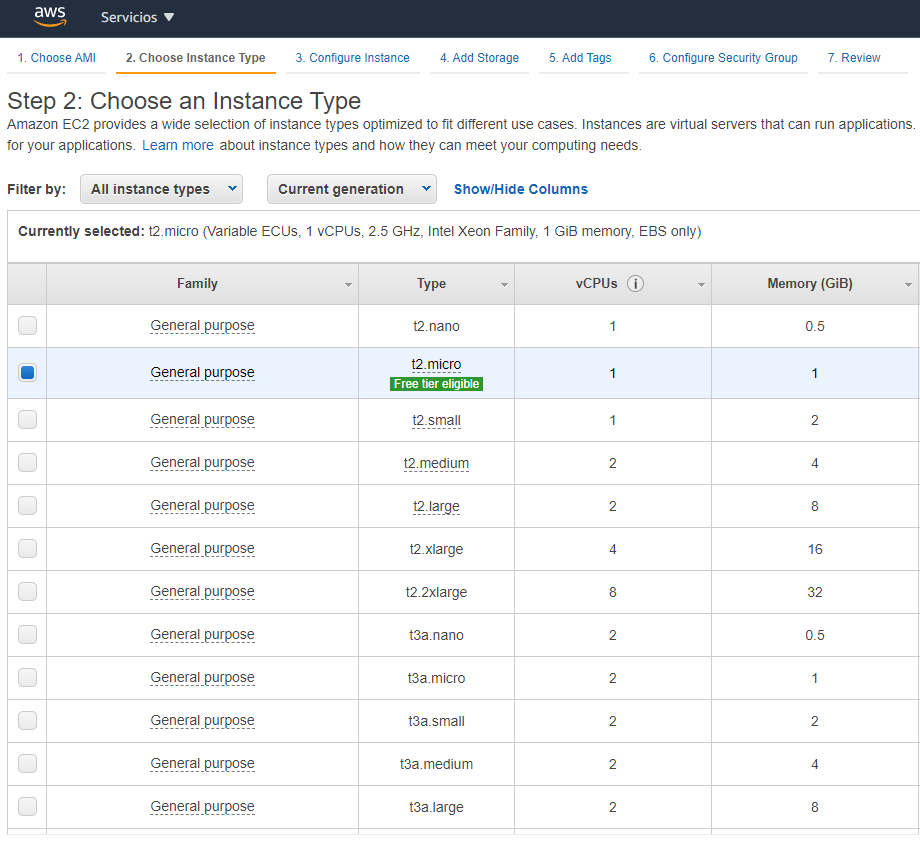 aws Servicios
1. Choose AMI 2. Choose Instance Type 3. Configure Instance 4. Add Storage 5. Add Tags 6. Configure Security Group 7. Review
Step 2: Choose an Instance Type
Amazon EC2 provides a wide selection of instance types optimized to fit different use cases. Instances are virtual servers that can run applications.
for your applications. Learn more about instance types and how they can meet your computing needs.
Filter by: All instance types Current generation Show/Hide Columns
Currently selected: t2.micro (Variable ECUs, 1 vCPUs, 2.5 GHz, Intel Xeon Family, 1 GiB memory, EBS only)
Family Type vCPUs i Memory (GiB)
General purpose t2.nano 1 0.5
General purpose t2.micro 1 1
Free tier eligible
General purpose t2.small 1 2
General purpose t2.medium 2 4
General purpose t2.large 2 8
General purpose t2.xlarge 4 16
General purpose t2.2xlarge 8 32
General purpose t3a.nano 2 0.5
General purpose t3a.micro 2 1
General purpose t3a.small 2 2
General purpose t3a.medium 2 4
General purpose t3a.large 2 8